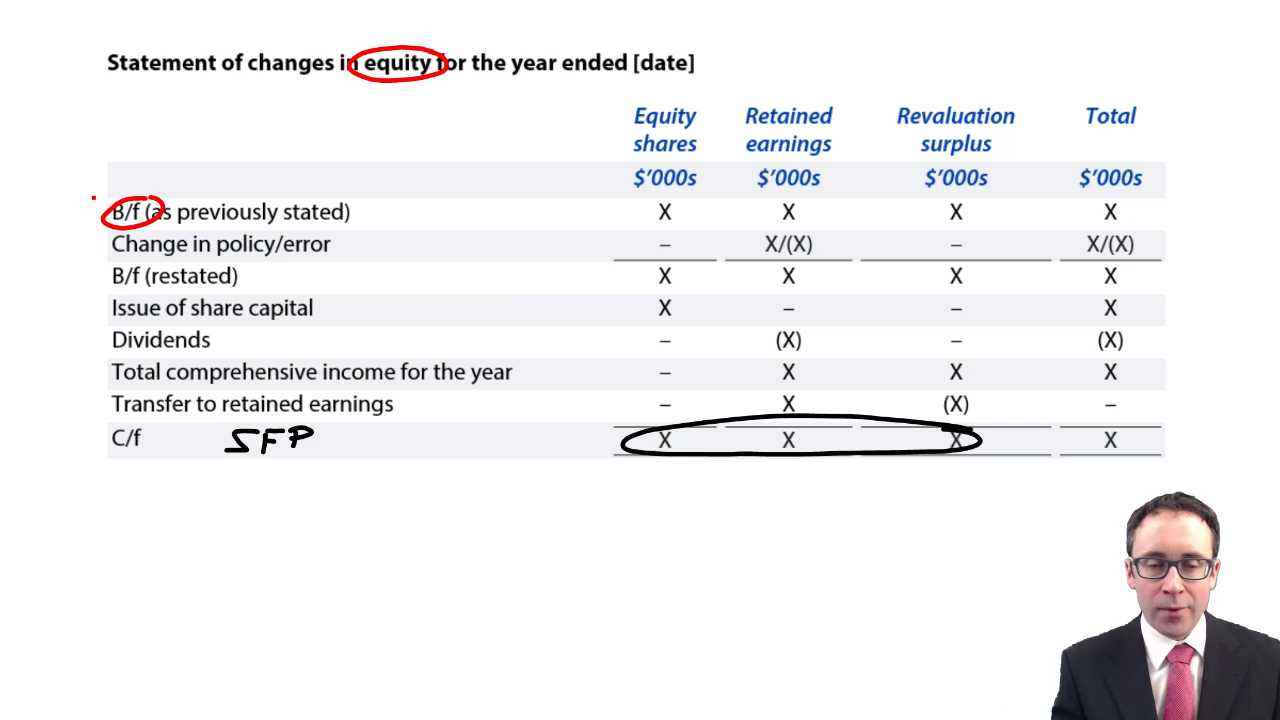 Statement of changes in equity for the year ended [date]
Equity shares Retained earnings Revaluation surplus Total
$'000s $'000s $'000s $'000s
B/f (as previously stated) X X X X
Change in policy/error – X/(X) – X/(X)
B/f (restated) X X X X
Issue of share capital X – – X
Dividends – (X) – (X)
Total comprehensive income for the year – X X X
Transfer to retained earnings – X (X) –
C/f SFP X X X X